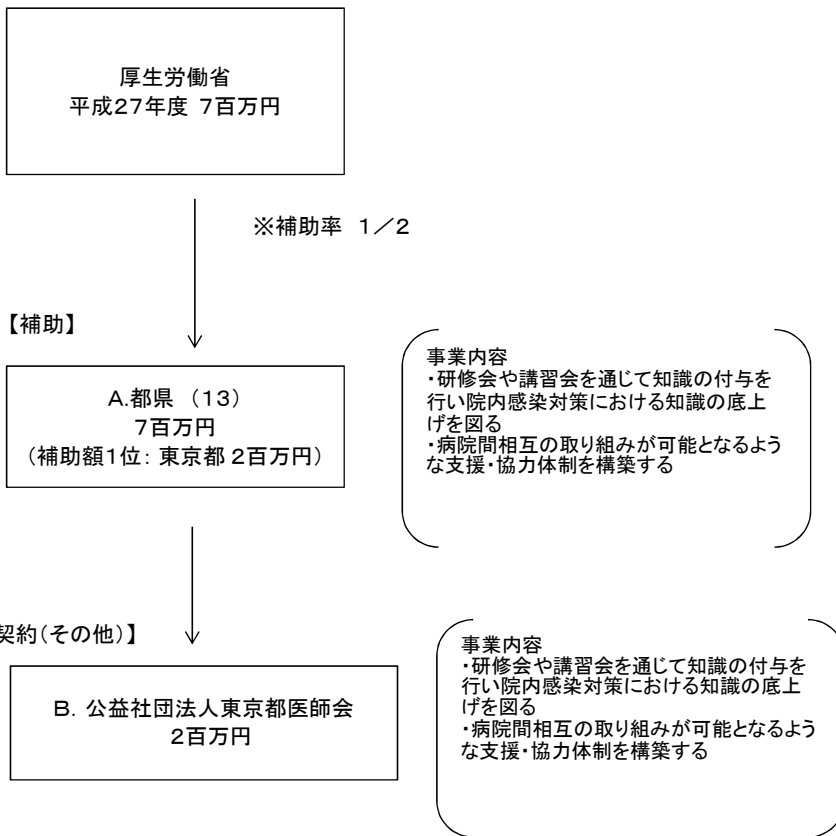 厚生労働省
平成27年度 7百万円
※補助率 1／2
【補助】
A.都県 （13）
7百万円
（補助額1位: 東京都 2百万円）
事業内容
・研修会や講習会を通じて知識の付与を
行い院内感染対策における知識の底上
げを図る
・病院間相互の取り組みが可能となるよう
な支援・協力体制を構築する
契約（その他）】
B. 公益社団法人東京都医師会
2百万円
事業内容
・研修会や講習会を通じて知識の付与を
行い院内感染対策における知識の底上
げを図る
・病院間相互の取り組みが可能となるよう
な支援・協力体制を構築する